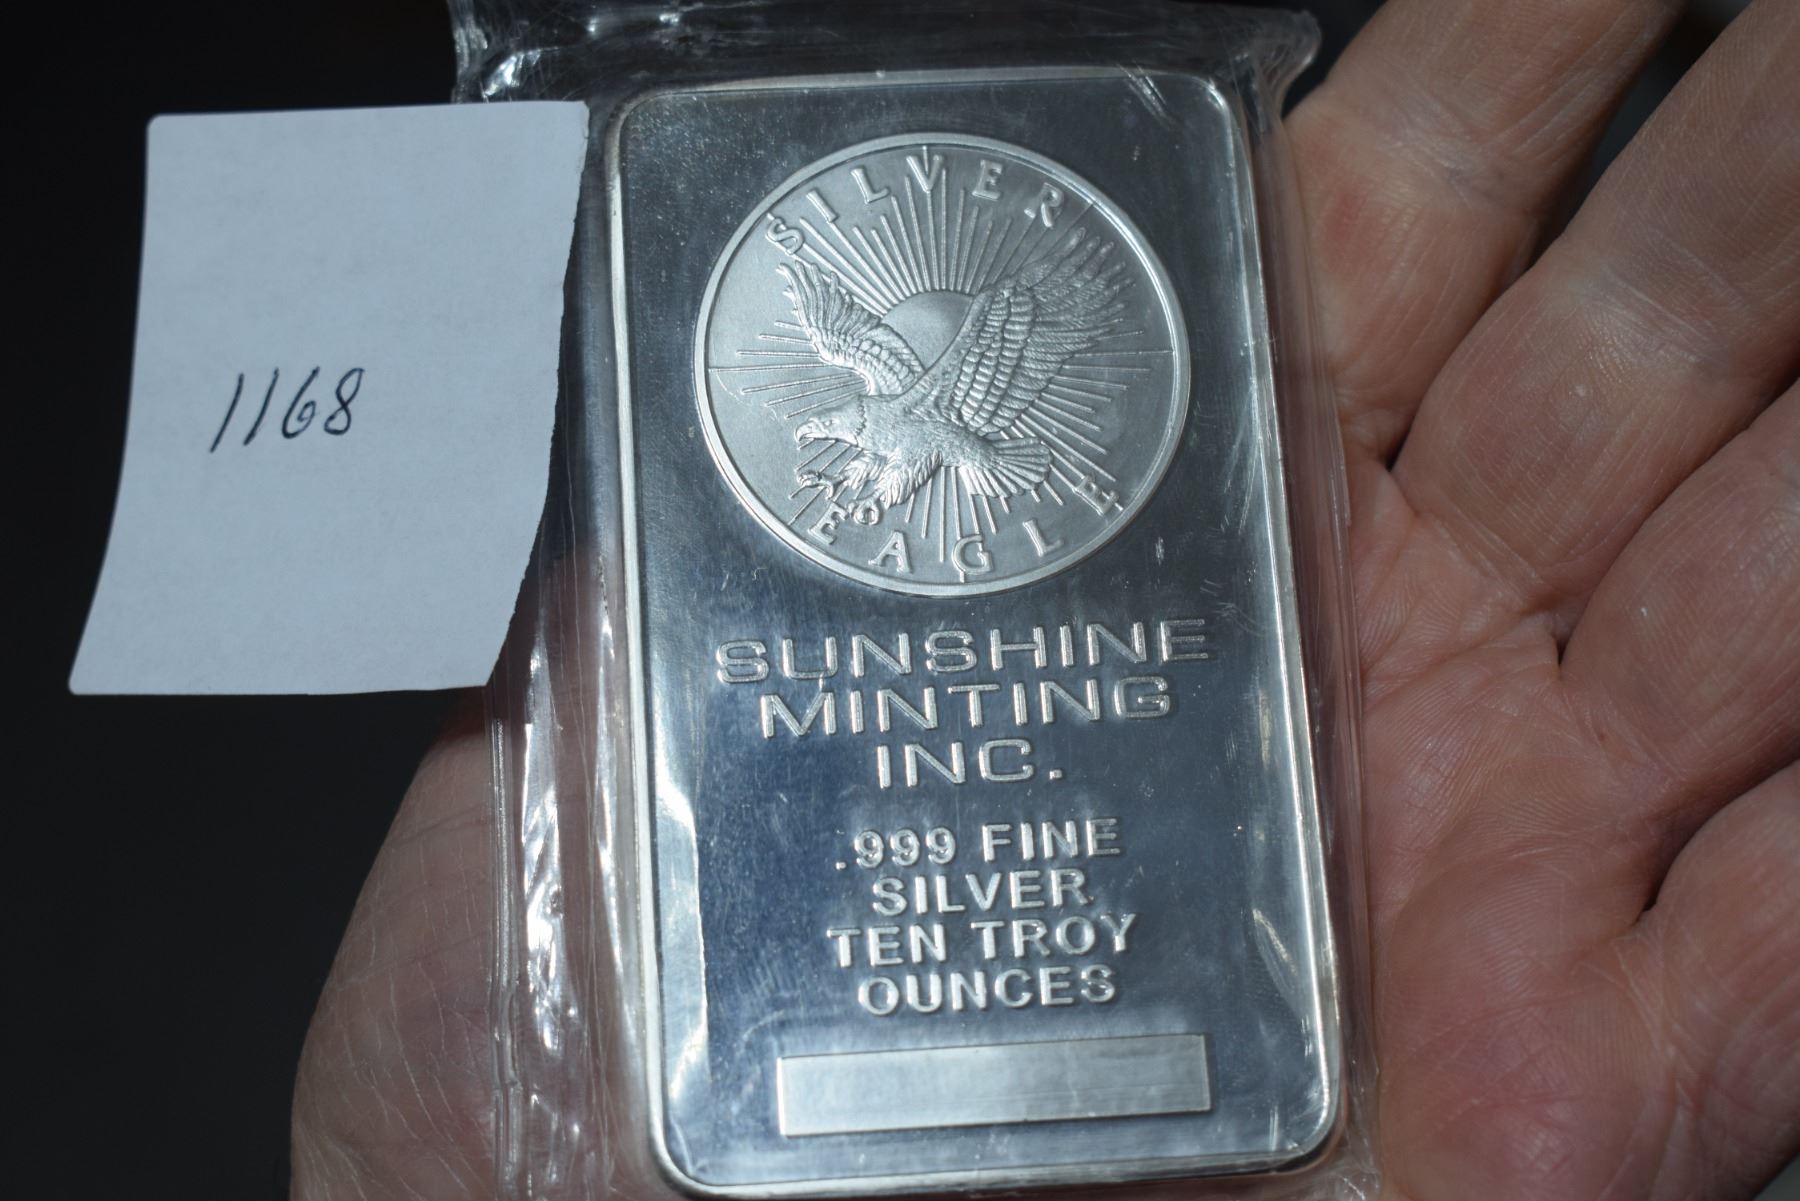 1168
SILVER
EAGLE
SUNSHINE
MINTING
INC.
.999 FINE
SILVER
TEN TROY
OUNCES